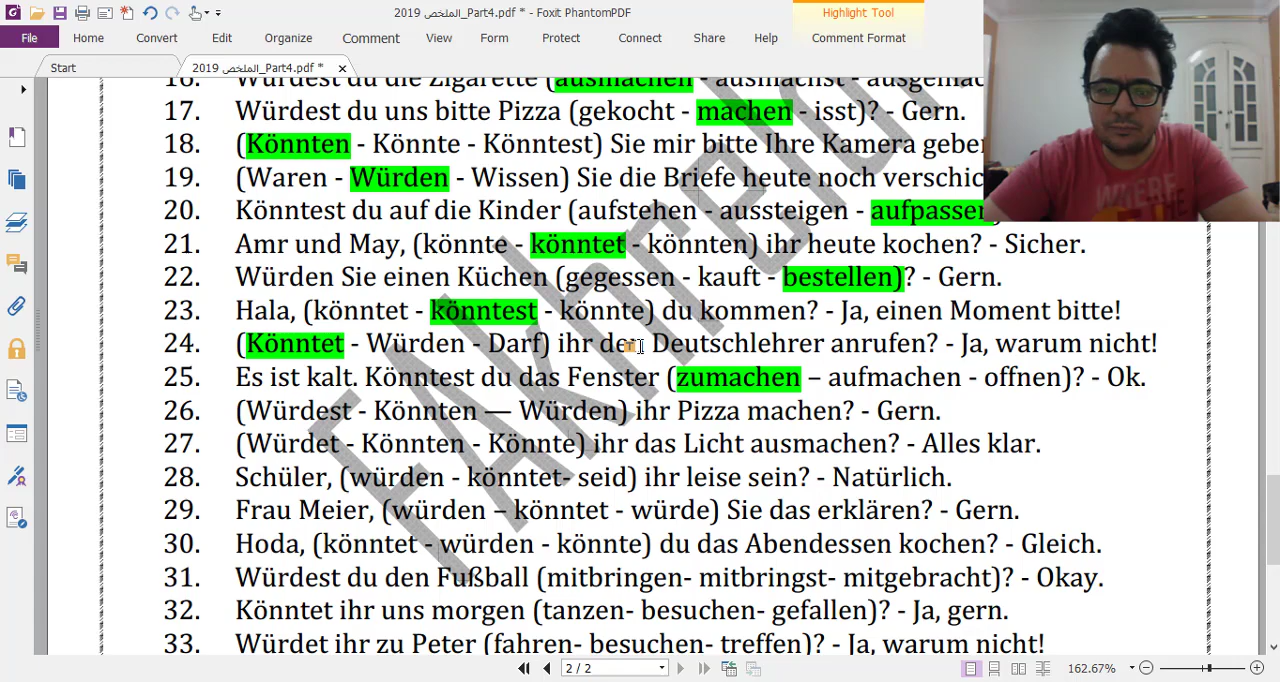 2019 الملخص_Part4.pdf * - Foxit PhantomPDF
Highlight Tool
File Home Convert Edit Organize Comment View Form Protect Connect Share Help Comment Format
Start 2019 الملخص_Part4.pdf *
16. Würdest du die Zigarette (ausmachen - ausmachst - ausgemac
17. Würdest du uns bitte Pizza (gekocht - machen - isst)? - Gern.
18. (Könnten - Könnte - Könntest) Sie mir bitte Ihre Kamera geben
19. (Waren - Würden - Wissen) Sie die Briefe heute noch verschic
20. Könntest du auf die Kinder (aufstehen - aussteigen - aufpassen
21. Amr und May, (könnte - könntet - könnten) ihr heute kochen? - Sicher.
22. Würden Sie einen Küchen (gegessen - kauft - bestellen)? - Gern.
23. Hala, (könntet - könntest - könnte) du kommen? - Ja, einen Moment bitte!
24. (Könntet - Würden - Darf) ihr den Deutschlehrer anrufen? - Ja, warum nicht!
25. Es ist kalt. Könntest du das Fenster (zumachen – aufmachen - offnen)? - Ok.
26. (Würdest - Könnten — Würden) ihr Pizza machen? - Gern.
27. (Würdet - Könnten - Könnte) ihr das Licht ausmachen? - Alles klar.
28. Schüler, (würden - könntet- seid) ihr leise sein? - Natürlich.
29. Frau Meier, (würden – könntet - würde) Sie das erklären? - Gern.
30. Hoda, (könntet - würden - könnte) du das Abendessen kochen? - Gleich.
31. Würdest du den Fußball (mitbringen- mitbringst- mitgebracht)? - Okay.
32. Könntet ihr uns morgen (tanzen- besuchen- gefallen)? - Ja, gern.
33. Würdet ihr zu Peter (fahren- besuchen- treffen)? - Ja, warum nicht!
2 / 2 162.67%